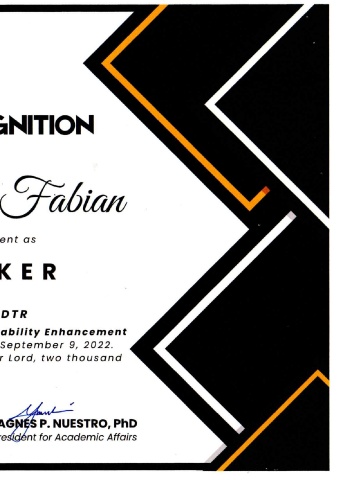 GNITION
Fabian
ent as
KER
DTR
ability Enhancement
September 9, 2022.
r Lord, two thousand
AGNES P. NUESTRO, PhD
resident for Academic Affairs